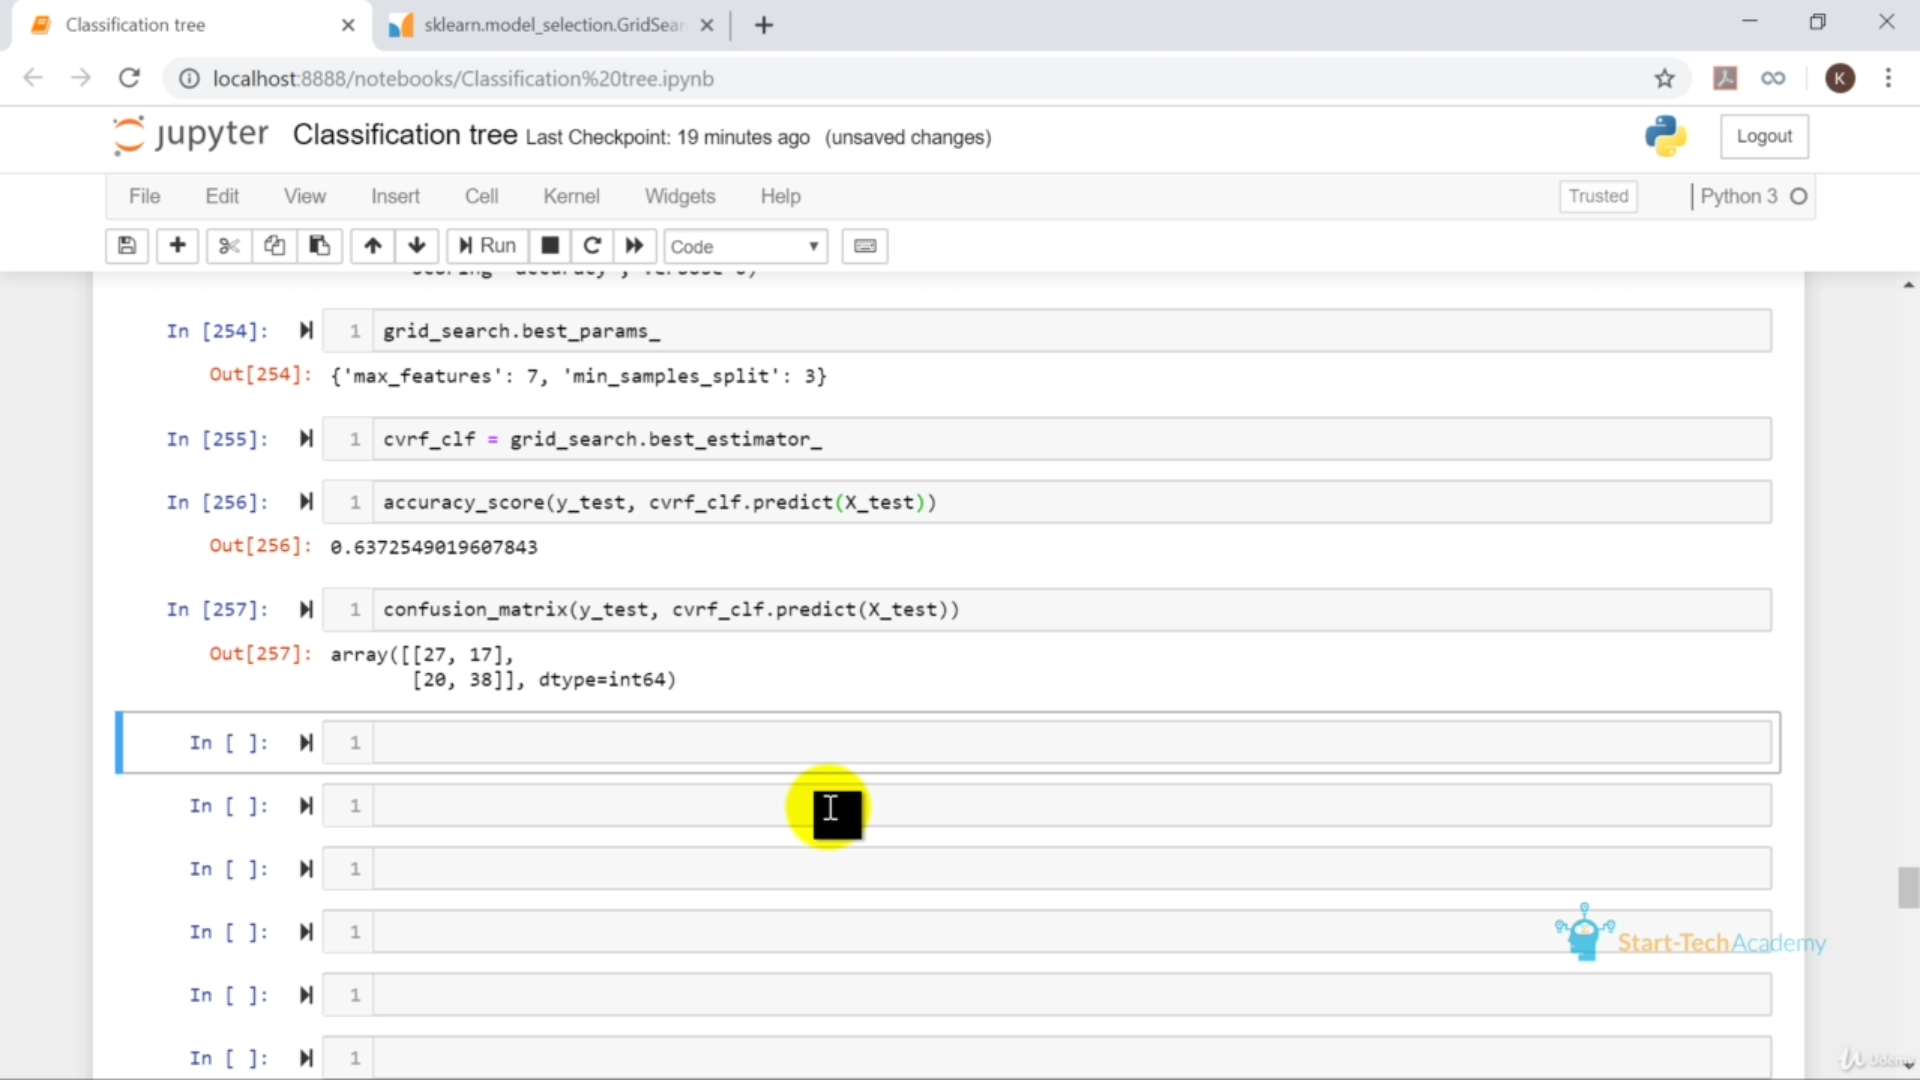 Classification tree
sklearn.model_selection.GridSear
localhost:8888/notebooks/Classification%20tree.ipynb
K
jupyter Classification tree Last Checkpoint: 19 minutes ago (unsaved changes)
Logout
File Edit View Insert Cell Kernel Widgets Help
Trusted
Python 3
Run
Code
In [254]: 1 grid_search.best_params_
Out[254]: {'max_features': 7, 'min_samples_split': 3}
In [255]: 1 cvrf_clf = grid_search.best_estimator_
In [256]: 1 accuracy_score(y_test, cvrf_clf.predict(X_test))
Out[256]: 0.6372549019607843
In [257]: 1 confusion_matrix(y_test, cvrf_clf.predict(X_test))
Out[257]: array([[27, 17],
[20, 38]], dtype=int64)
In [ ]: 1
In [ ]: 1
In [ ]: 1
In [ ]: 1
Start-TechAcademy
In [ ]: 1
In [ ]: 1
Udemy